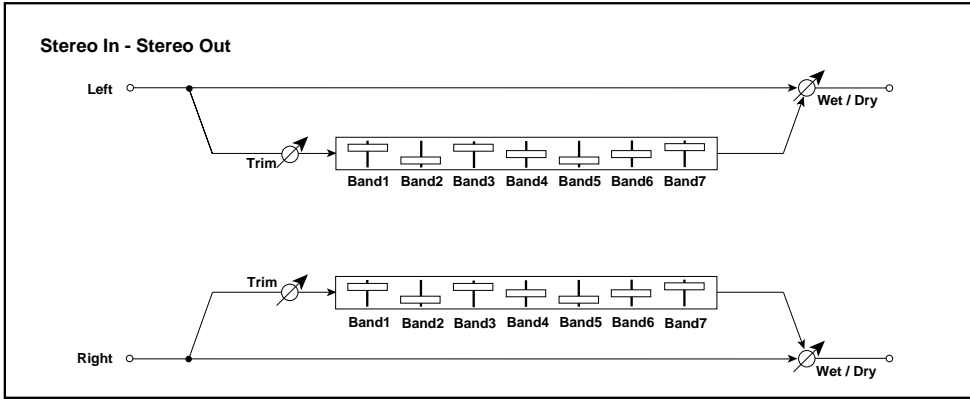 Stereo In - Stereo Out
Left
Wet / Dry
Trim
Band1 Band2 Band3 Band4 Band5 Band6 Band7
Trim
Band1 Band2 Band3 Band4 Band5 Band6 Band7
Right
Wet / Dry